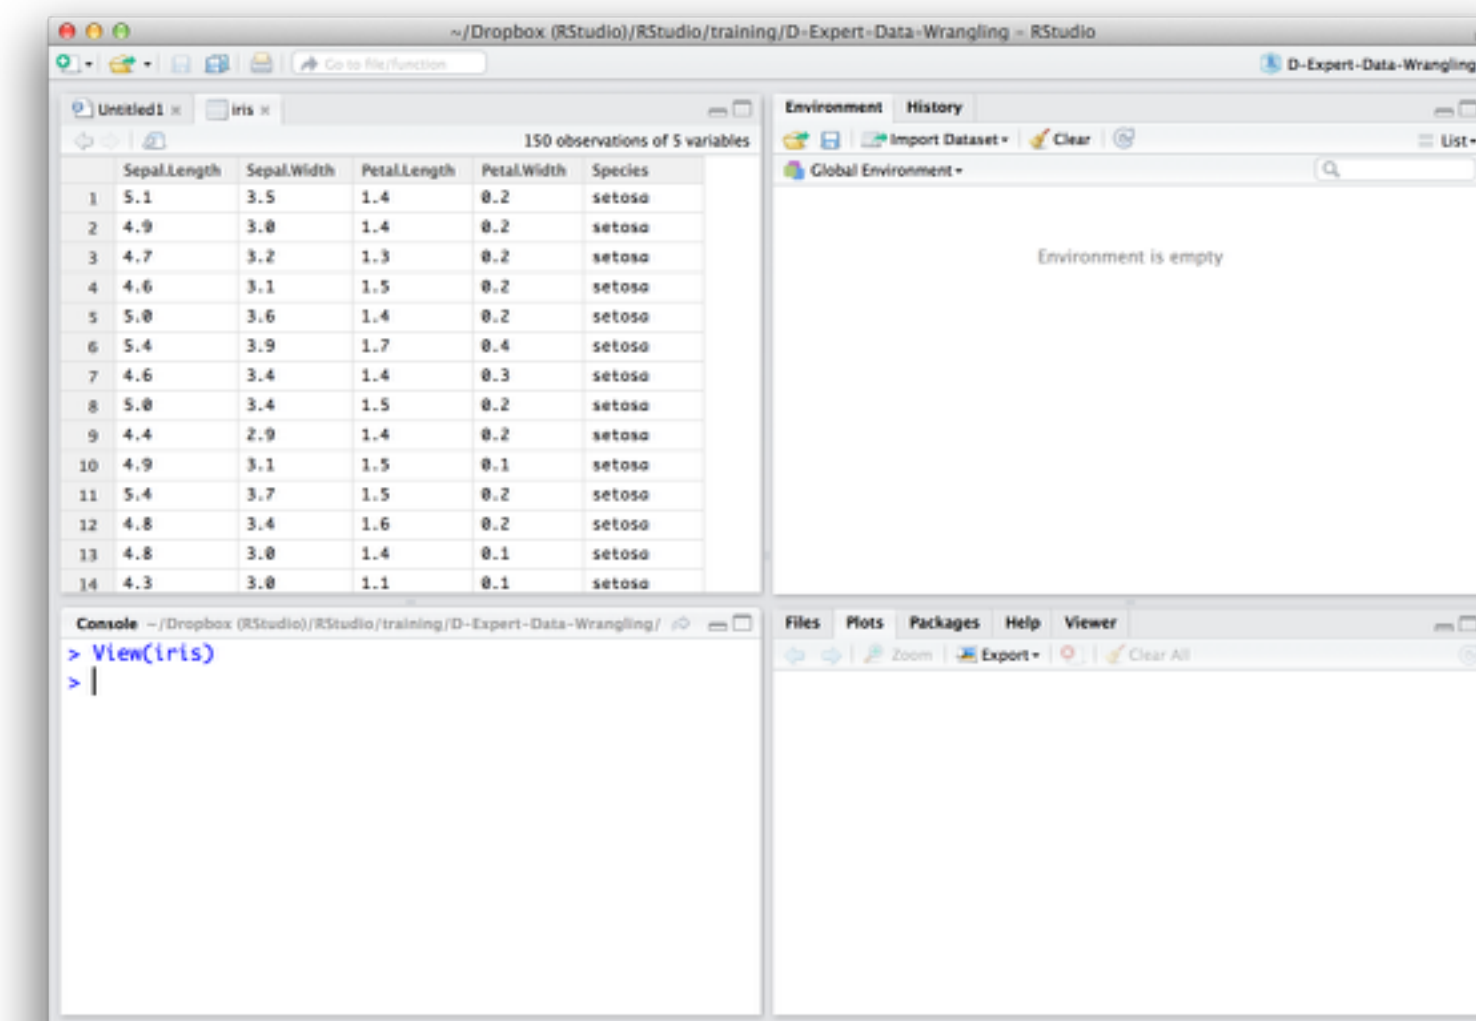 ~/Dropbox (RStudio)/RStudio/training/D-Expert-Data-Wrangling - RStudio
Go to file/function
D-Expert-Data-Wrangling
Untitled1 × iris ×
150 observations of 5 variables
Sepal.Length Sepal.Width Petal.Length Petal.Width Species
1 5.1 3.5 1.4 0.2 setosa
2 4.9 3.0 1.4 0.2 setosa
3 4.7 3.2 1.3 0.2 setosa
4 4.6 3.1 1.5 0.2 setosa
5 5.0 3.6 1.4 0.2 setosa
6 5.4 3.9 1.7 0.4 setosa
7 4.6 3.4 1.4 0.3 setosa
8 5.0 3.4 1.5 0.2 setosa
9 4.4 2.9 1.4 0.2 setosa
10 4.9 3.1 1.5 0.1 setosa
11 5.4 3.7 1.5 0.2 setosa
12 4.8 3.4 1.6 0.2 setosa
13 4.8 3.0 1.4 0.1 setosa
14 4.3 3.0 1.1 0.1 setosa
Environment History
Import Dataset Clear List
Global Environment
Environment is empty
Console ~/Dropbox (RStudio)/RStudio/training/D-Expert-Data-Wrangling/
> View(iris)
>
Files Plots Packages Help Viewer
Zoom Export Clear All